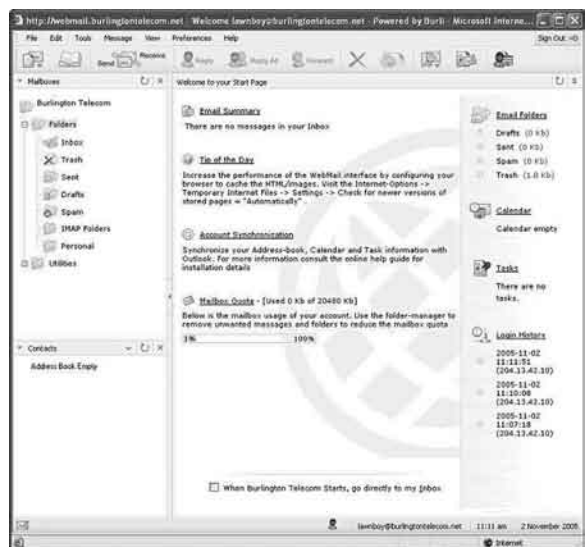 http://webmail.burlingtontelecom.net - Welcome lawnboy@burlingtontelecom.net - Powered by Burli - Microsoft Interne...
File Edit Tools Message View Preferences Help Sign Out
Send Receive Reply Reply All Forward
Mailboxes
Welcome to your Start Page
Burlington Telecom
Folders
Inbox
Trash
Sent
Drafts
Spam
IMAP Folders
Personal
Utilities
Contacts
Address Book Empty
Email Summary
There are no messages in your Inbox
Tip of the Day
Increase the performance of the WebMail interface by configuring your
browser to cache the HTML/images. Visit the Internet-Options ->
Temporary Internet Files -> Settings -> Check for newer versions of
stored pages = "Automatically"
Account Synchronization
Synchronize your Address-book, Calendar and Task information with
Outlook. For more information consult the online help guide for
installation details
Mailbox Quota - [Used 0 Kb of 20480 Kb]
Below is the mailbox usage of your account. Use the folder-manager to
remove unwanted messages and folders to reduce the mailbox quota
1% 100%
When Burlington Telecom Starts, go directly to my Inbox
Email Folders
Drafts (0 Kb)
Sent (0 Kb)
Spam (0 Kb)
Trash (1.0 Kb)
Calendar
Calendar empty
Tasks
There are no
tasks.
Login History
2005-11-02
11:11:51
(204.13.42.10)
2005-11-02
11:10:08
(204.13.42.10)
2005-11-02
11:07:18
(204.13.42.10)
lawnboy@burlingtontelecom.net 11:11 am 2 November 2005
Internet